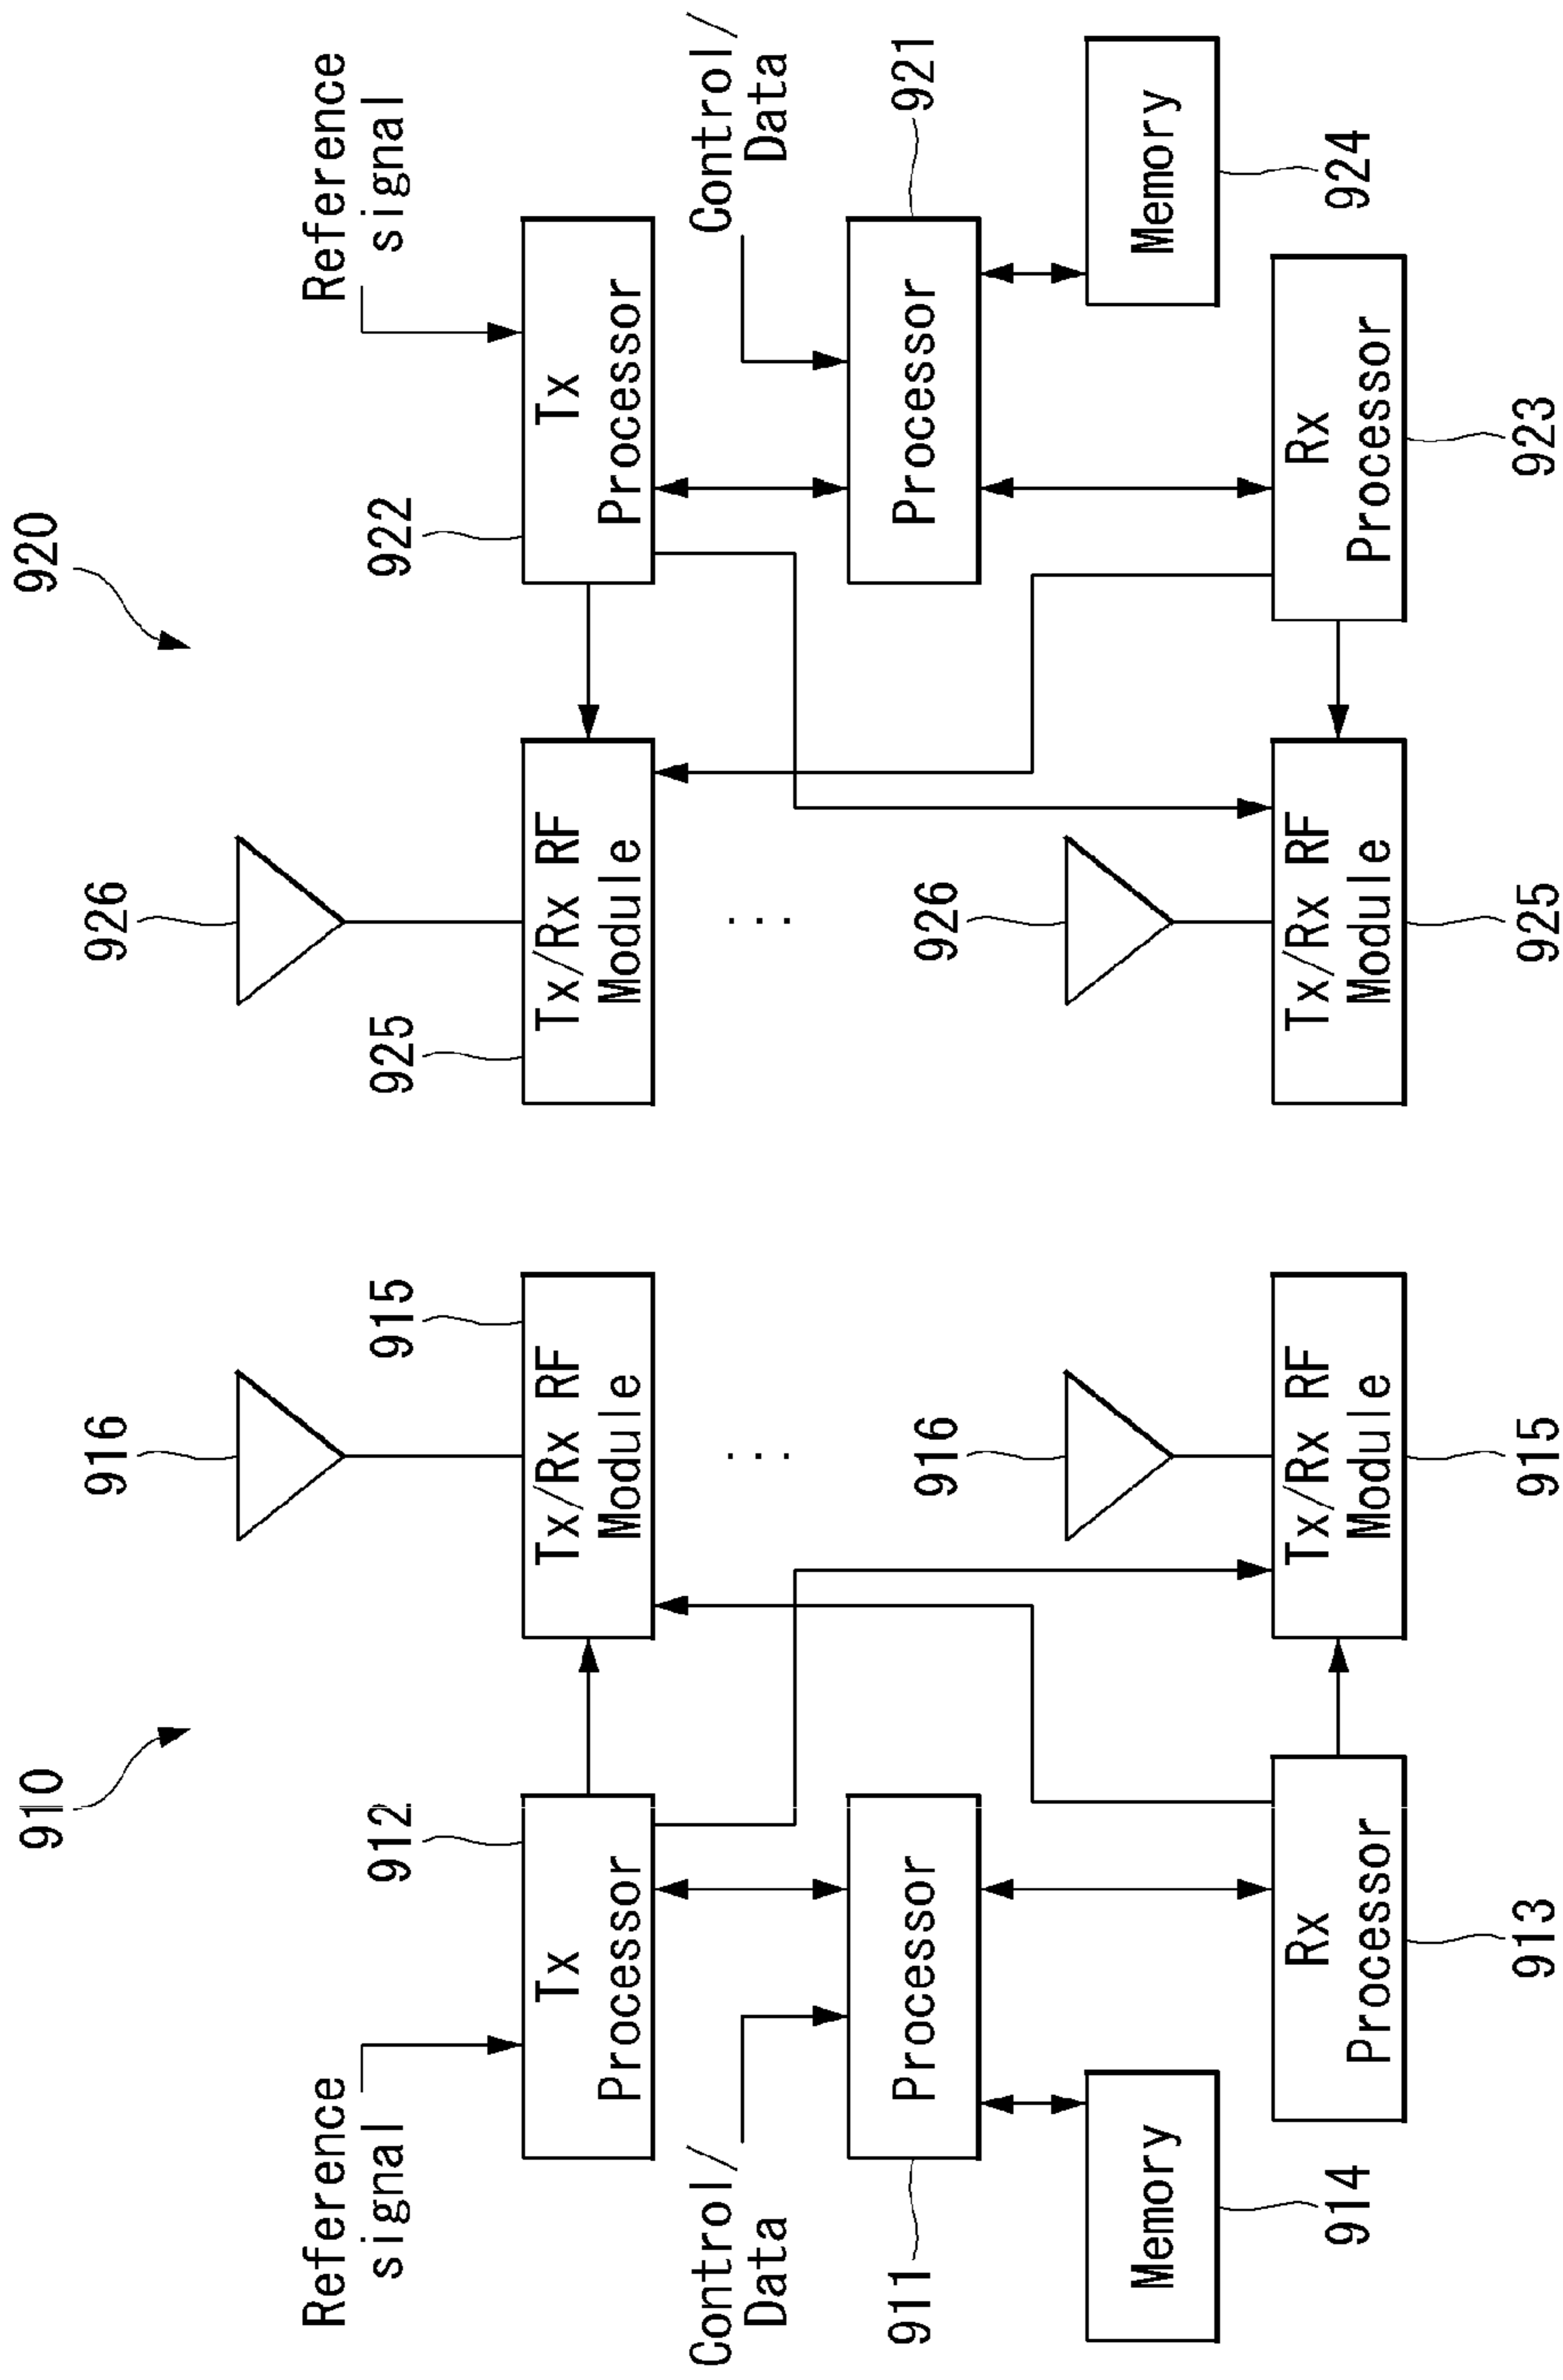 910
920
916
926
Reference
signal
912
915
925
922
Reference
signal
Tx
Processor
Tx/Rx RF
Module
Tx/Rx RF
Module
Tx
Processor
Control/
Data
...
...
Control/
Data
911
Processor
916
926
Processor
921
Memory
914
Memory
924
Rx
Processor
Tx/Rx RF
Module
Tx/Rx RF
Module
Rx
Processor
913
915
925
923